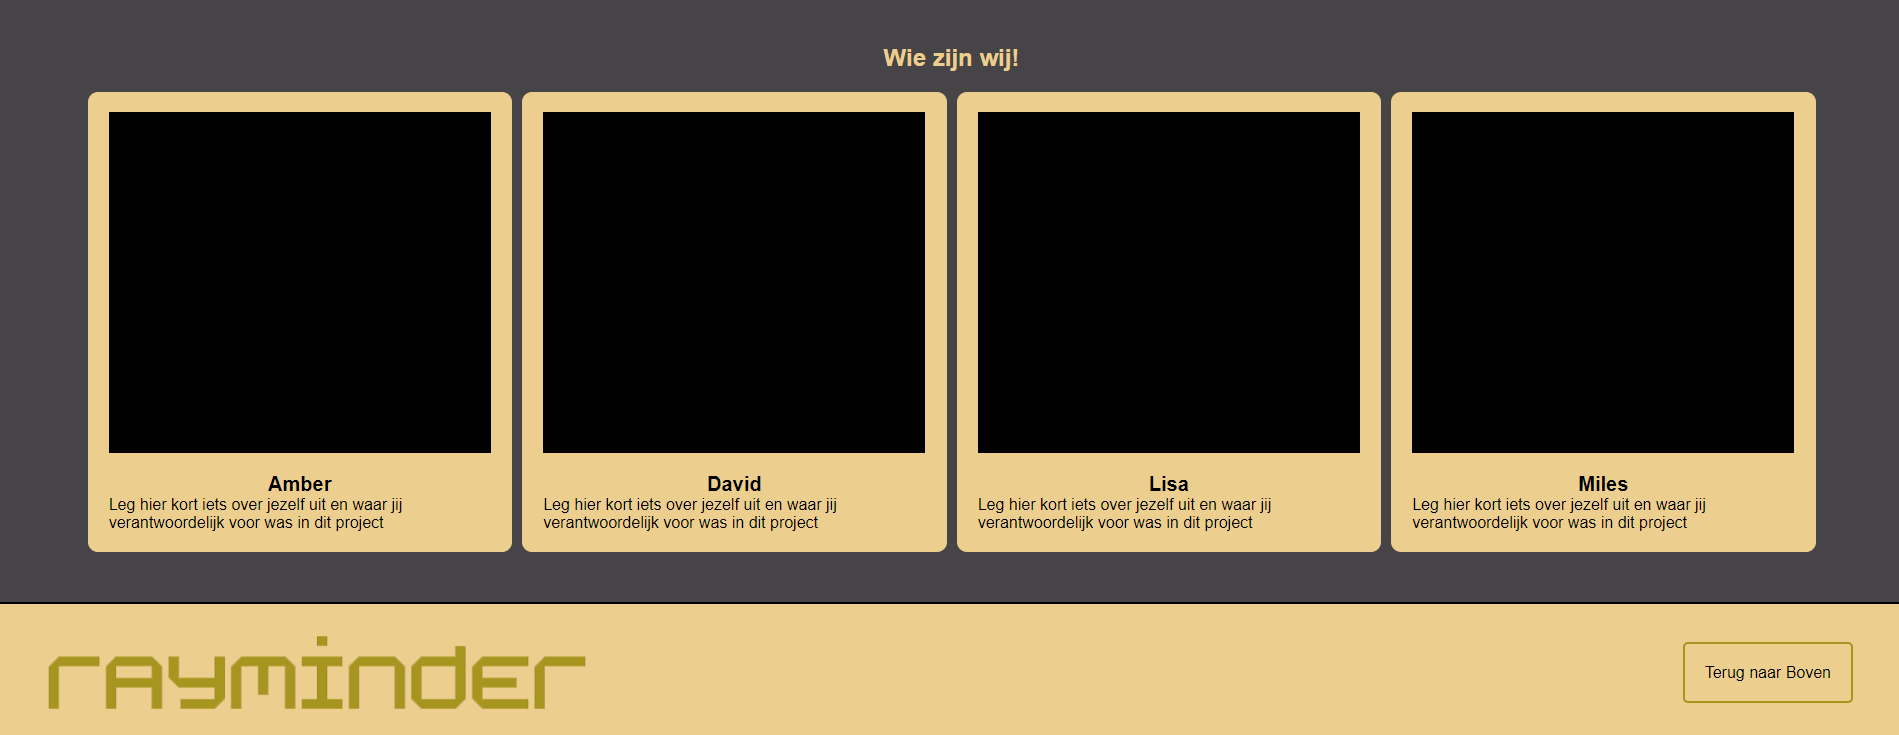 Wie zijn wij!
Amber
Leg hier kort iets over jezelf uit en waar jij
verantwoordelijk voor was in dit project
David
Leg hier kort iets over jezelf uit en waar jij
verantwoordelijk voor was in dit project
Lisa
Leg hier kort iets over jezelf uit en waar jij
verantwoordelijk voor was in dit project
Miles
Leg hier kort iets over jezelf uit en waar jij
verantwoordelijk voor was in dit project
rayminder
Terug naar Boven